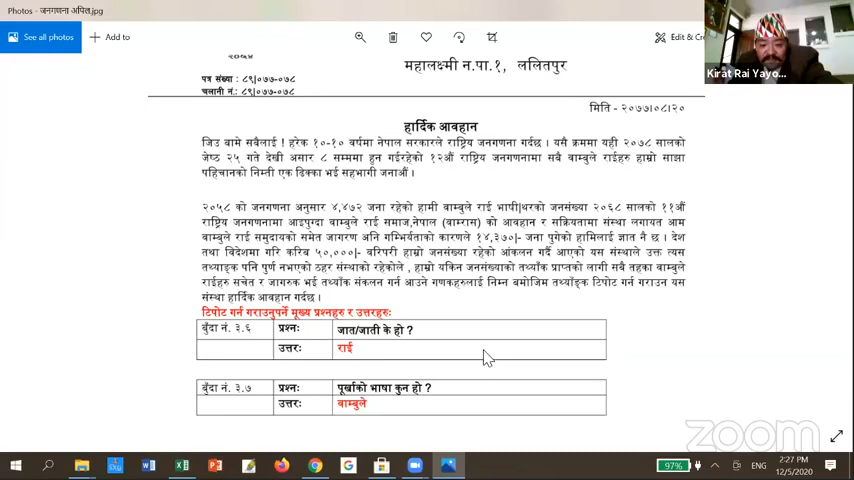 Photos - जनगणना अपिल.jpg
See all photos
Add to
Edit & Cr
Kirat Rai Yayo...
२०५४
महालक्ष्मी न.पा.१, ललितपुर
पत्र संख्या : ८९|०७७-०७८
चलानी नं.: ८९|०७७-०७८
मिति - २०७७|०८|२०
हार्दिक आवहान
जिउ बामे सबैलाई ! हरेक १०-१० वर्षमा नेपाल सरकारले राष्ट्रिय जनगणना गर्दछ । यसै क्रममा यही २०७८ सालको
जेष्ठ २५ गते देखी असार ८ सम्ममा हुन गईरहेको १२औं राष्ट्रिय जनगणनामा सबै वाम्बुले राईहरु हाम्रो साझा
पहिचानको निम्ती एक ढिक्का भई सहभागी जनाऔं ।
२०५८ को जनगणना अनुसार ४,४७२ जना रहेको हामी वाम्बुले राई भाषी|थरको जनसंख्या २०६८ सालको ११औं
राष्ट्रिय जनगणनामा आइपुग्दा वाम्बुले राई समाज,नेपाल (वाम्रास) को आवहान र सक्रियतामा संस्था लगायत आम
वाम्बुले राई समुदायको समेत जागरण अनि गम्भिर्यताको कारणले १४,३७०|- जना पुगेको हामिलाई ज्ञात नै छ । देश
तथा विदेशमा गरि करिब ५०,०००|- वरिपरी हाम्रो जनसंख्या रहेको आंकलन गर्दै आएको यस संस्थाले उक्त त्यस
तथ्याङ्क पनि पुर्ण नभएको ठहर संस्थाको रहेकोले , हाम्रो यकिन जनसंख्याको तथ्याँक प्राप्तको लागी सबै तहका वाम्बुले
राईहरु सचेत र जागरुक भई तथ्याँक संकलन गर्न आउने गणकहरुलाई निम्न बमोजिम तथ्याङ्क टिपोट गर्न गराउन यस
संस्था हार्दिक आवहान गर्दछ ।
टिपोट गर्न गराउनुपर्ने मूख्य प्रश्नहरु र उत्तरहरुः
बुँदा नं. ३.६ प्रश्नः जात/जाती के हो ?
उत्तरः राई
बुँदा नं. ३.७ प्रश्नः पूर्खाको भाषा कुन हो ?
उत्तरः वाम्बुले
zoom
97%
ENG
2:27 PM
12/5/2020